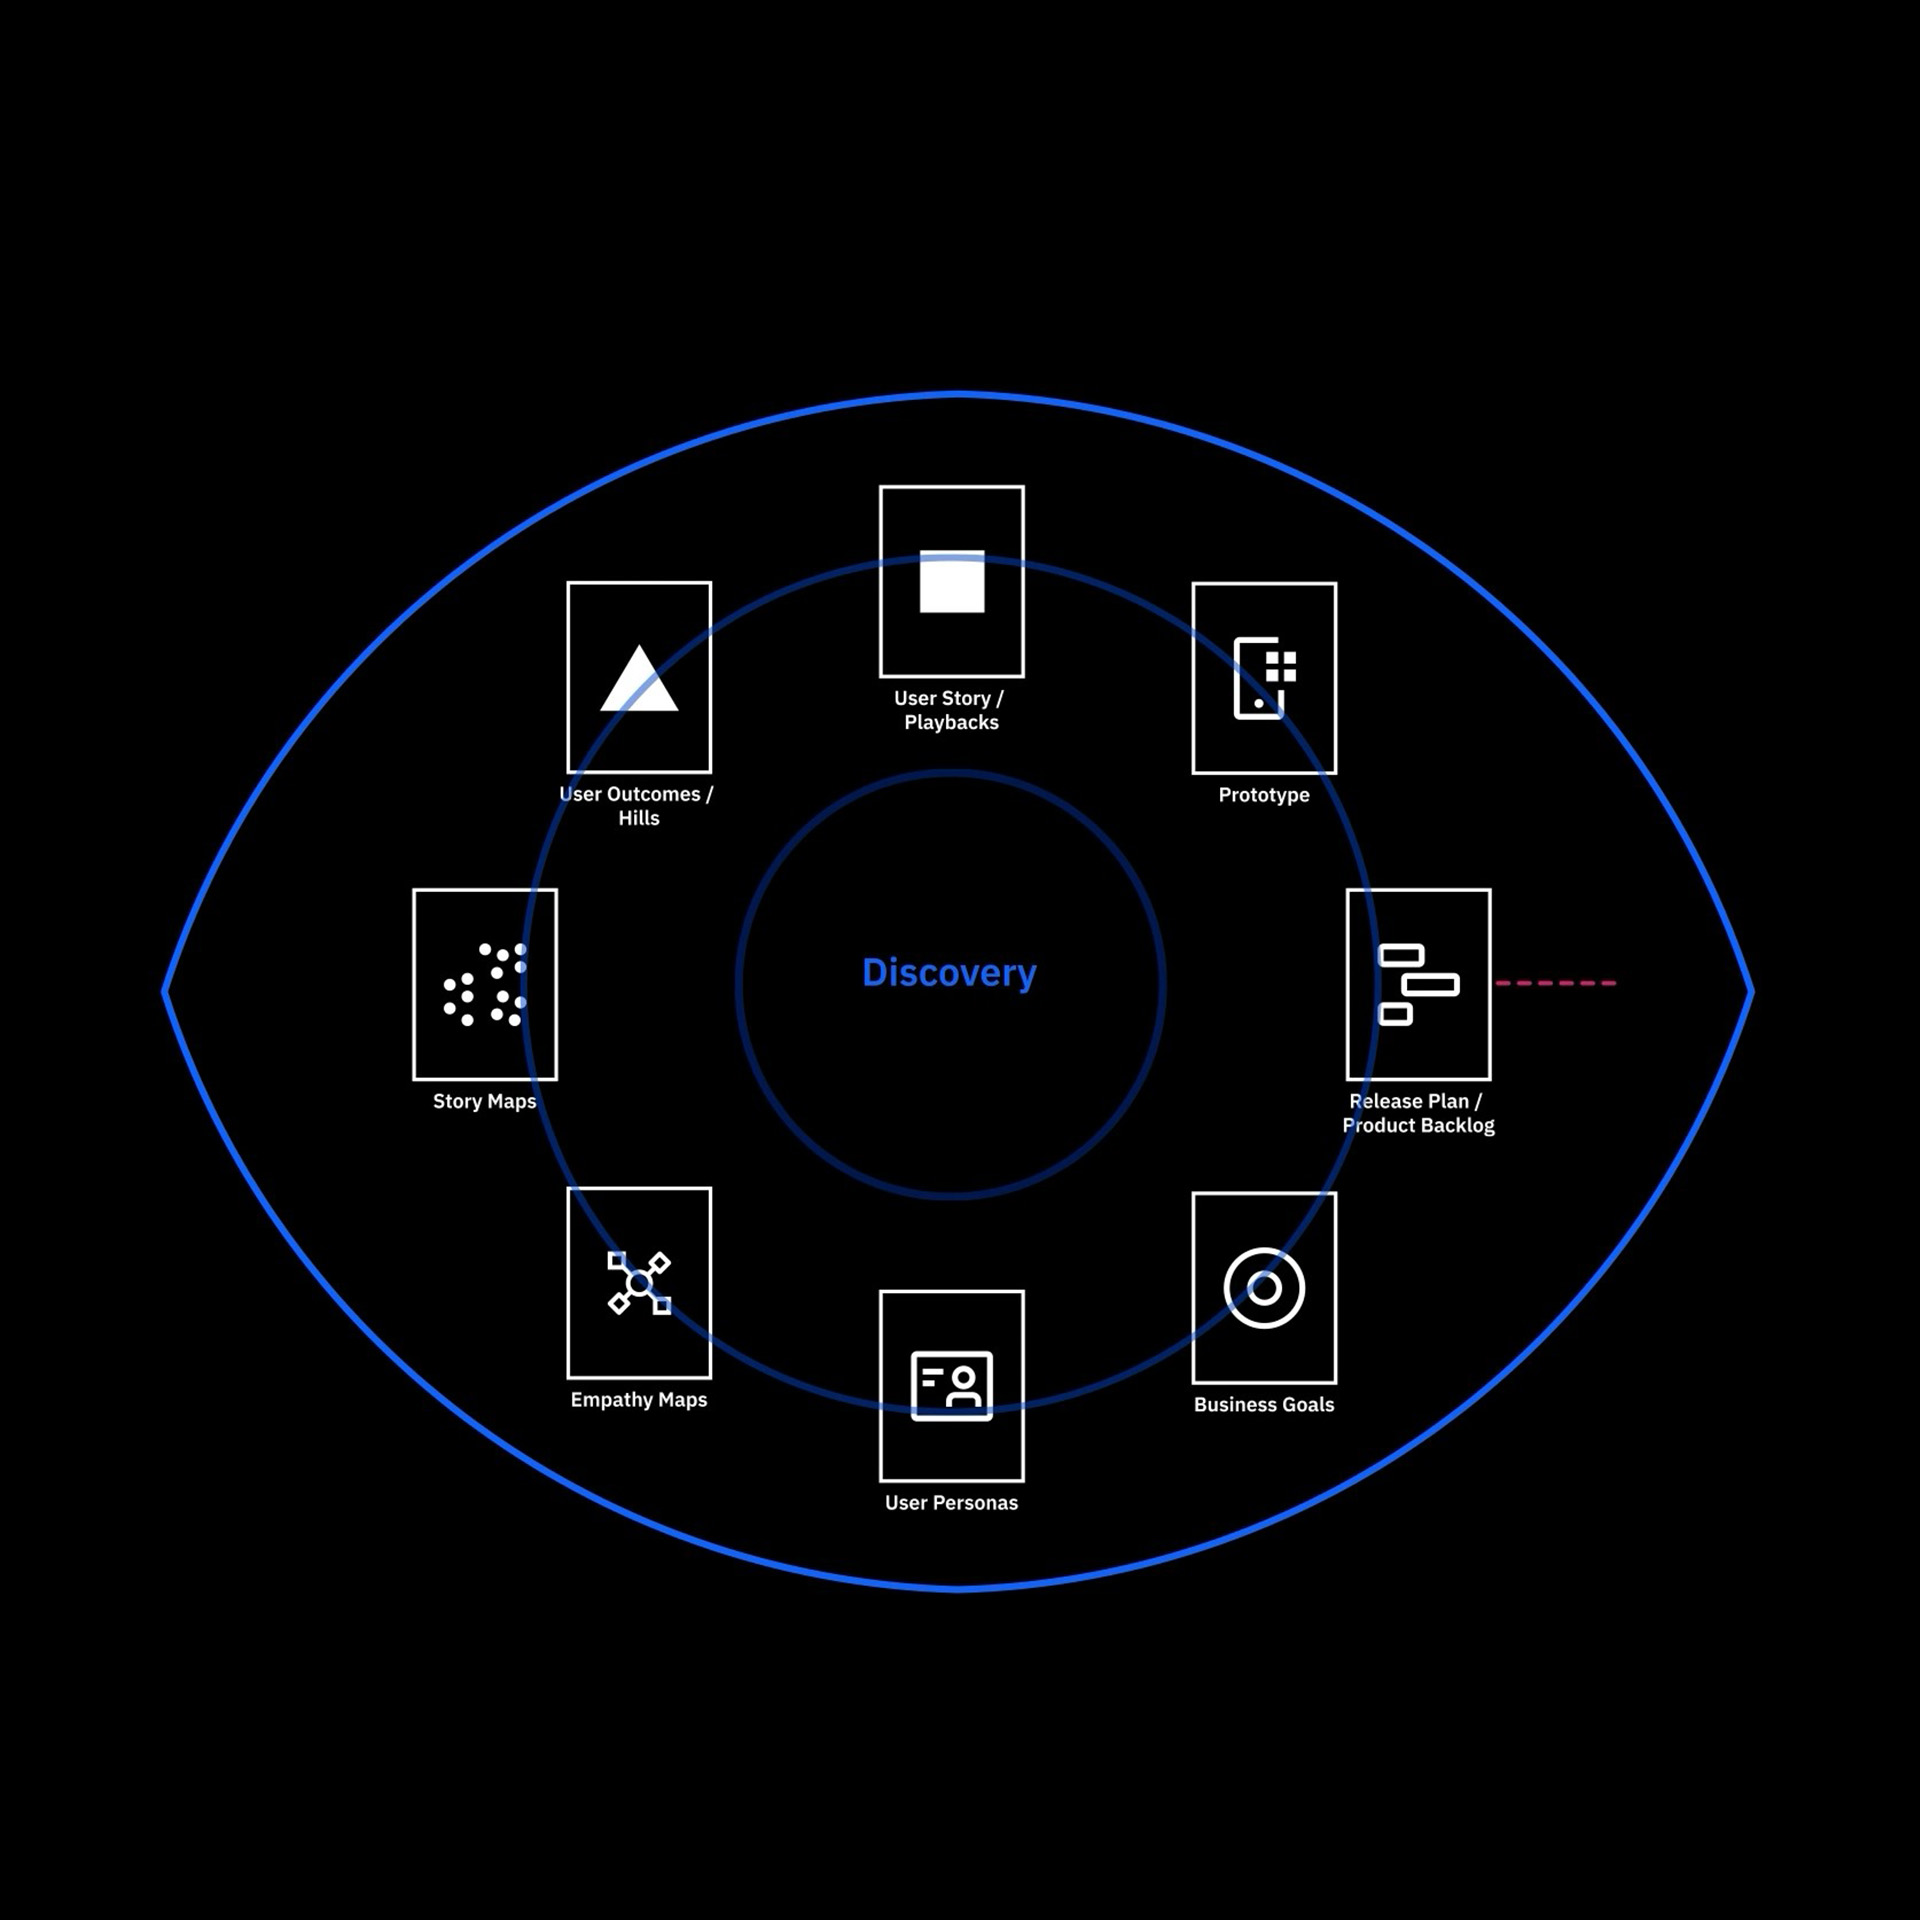 User Story /
Playbacks
User Outcomes /
Hills
Prototype
Discovery
Story Maps
Release Plan /
Product Backlog
Empathy Maps
Business Goals
User Personas